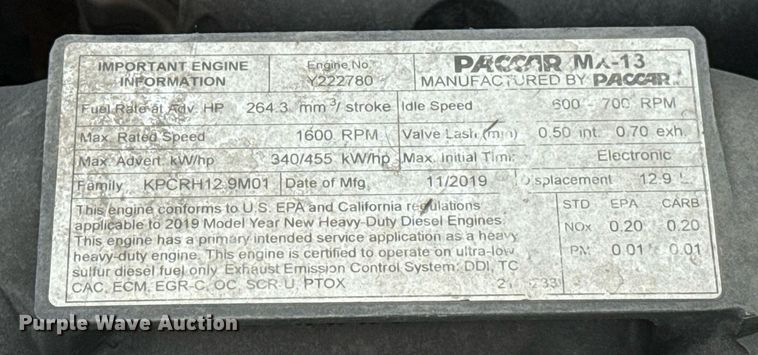 IMPORTANT ENGINE INFORMATION Engine No. Y222780 PACCAR MX-13
MANUFACTURED BY PACCAR
Fuel Rate at Adv. HP 264.3 mm³/ stroke Idle Speed 600 - 700 RPM
Max. Rated Speed 1600 RPM Valve Lash (mm) 0.50 int. 0.70 exh.
Max Advert. kW/hp 340/455 kW/hp Max. Initial Timi. Electronic
Family KPCRH12.9M01 Date of Mfg. 11/2019 Displacement 12.9 L
This engine conforms to U.S. EPA and California regulations
applicable to 2019 Model Year New Heavy-Duty Diesel Engines.
This engine has a primary intended service application as a heavy
heavy-duty engine. This engine is certified to operate on ultra-low
sulfur diesel fuel only. Exhaust Emission Control System: DDI, TC
CAC, ECM, EGR-C, OC, SCR U, PTOX
STD EPA CARB
NOx 0.20 0.20
PM 0.01 0.01
Purple Wave Auction